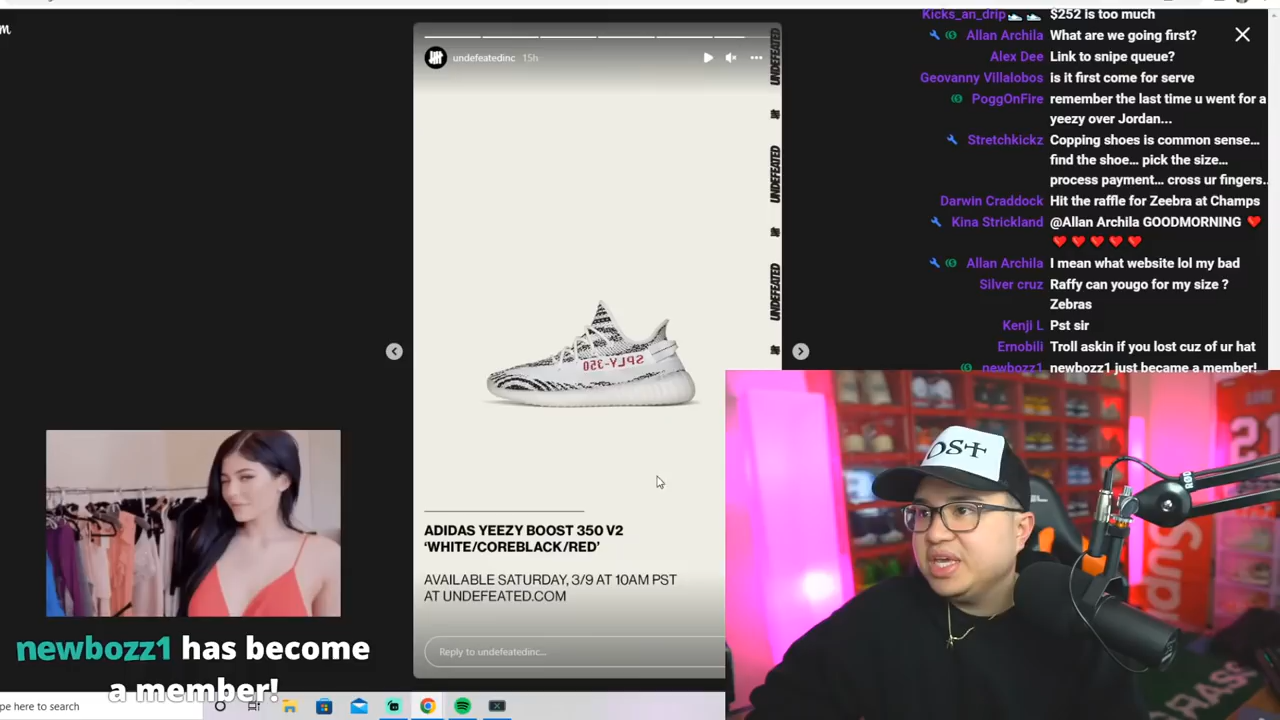 m
undefeatedinc 15h
UNDEFEATED
UNDEFEATED
UNDEFEATED
SPLY-350
ADIDAS YEEZY BOOST 350 V2
‘WHITE/COREBLACK/RED’
AVAILABLE SATURDAY, 3/9 AT 10AM PST
AT UNDEFEATED.COM
Reply to undefeatedinc...
Kicks_an_drip👟👟 $252 is too much
Allan Archila What are we going first?
Alex Dee Link to snipe queue?
Geovanny Villalobos is it first come for serve
PoggOnFire remember the last time u went for a
yeezy over Jordan...
Stretchkickz Copping shoes is common sense…
find the shoe… pick the size…
process payment… cross ur fingers..
Darwin Craddock Hit the raffle for Zeebra at Champs
Kina Strickland @Allan Archila GOODMORNING ❤️
❤️❤️❤️❤️❤️
Allan Archila I mean what website lol my bad
Silver cruz Raffy can yougo for my size ?
Zebras
Kenji L Pst sir
Ernobili Troll askin if you lost cuz of ur hat
newbozz1 newbozz1 just became a member!
newbozz1 has become
a member!
OST
RØD
Sup
21
pe here to search